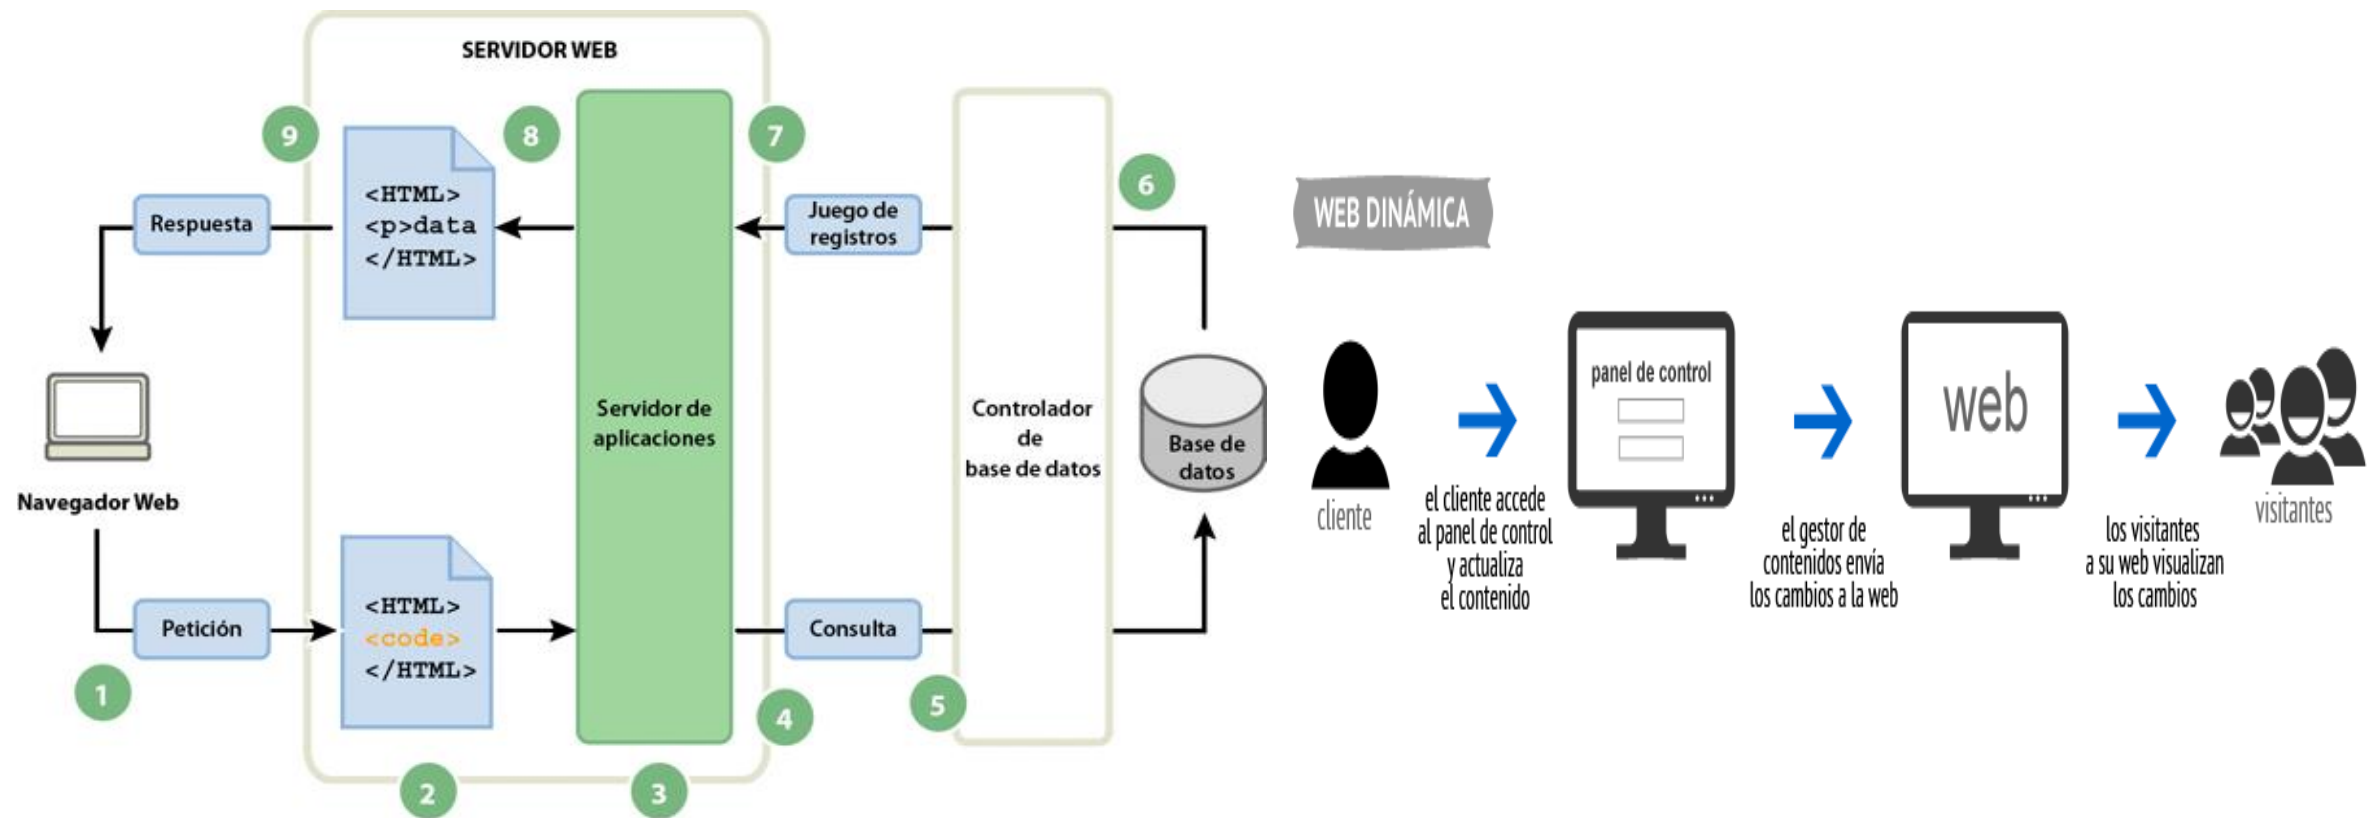 SERVIDOR WEB
9
8
7
6
<HTML>
<p>data
</HTML>
Respuesta
Juego de
registros
Servidor de
aplicaciones
Controlador
de
base de datos
Base de
datos
Navegador Web
Petición
<HTML>
<code>
</HTML>
Consulta
1
2
3
4
5
WEB DINÁMICA
cliente
el cliente accede
al panel de control
y actualiza
el contenido
panel de control
el gestor de
contenidos envía
los cambios a la web
web
los visitantes
a su web visualizan
los cambios
visitantes